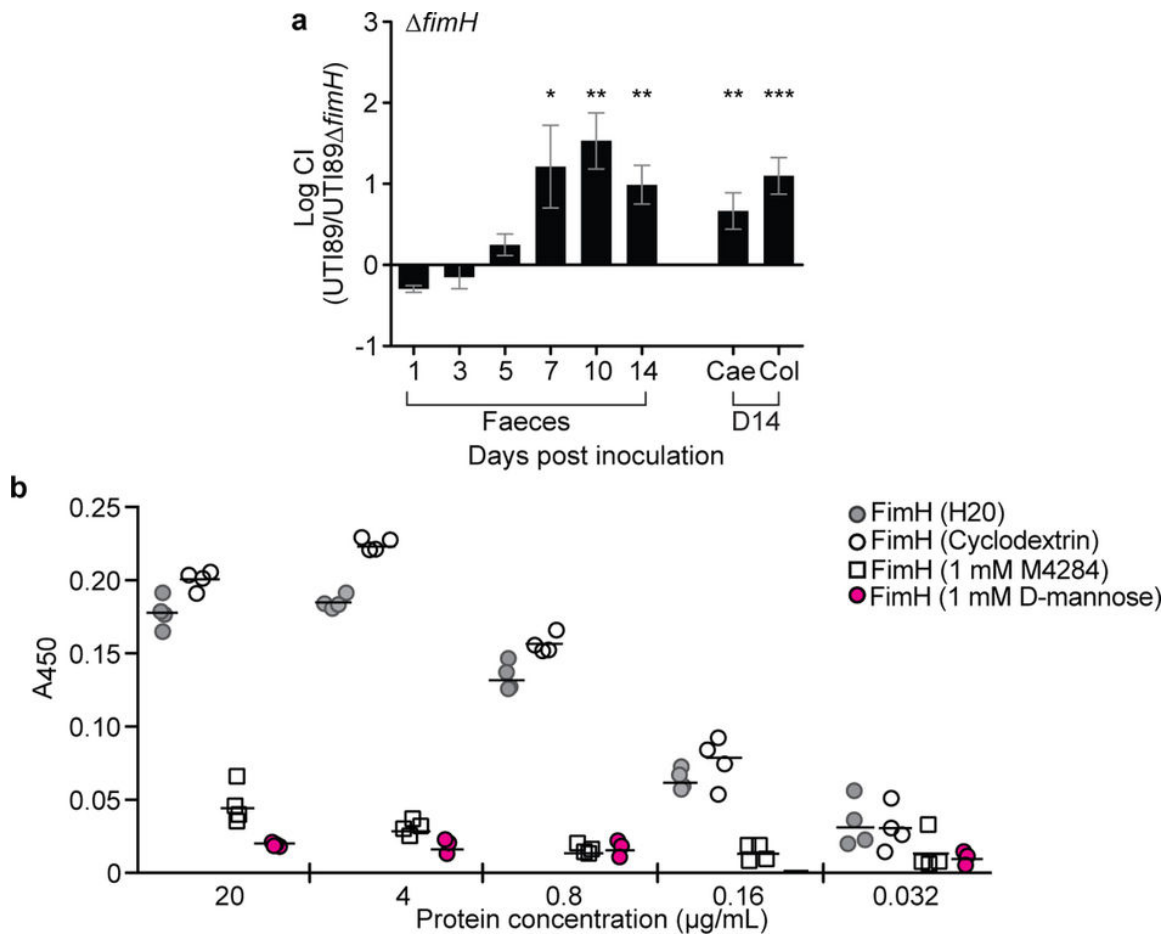 a
ΔfimH
Log CI
(UTI89/UTI89ΔfimH)
3
2
1
0
-1
*
**
**
**
***
1 3 5 7 10 14 Cae Col
Faeces D14
Days post inoculation
b
A450
0.25
0.20
0.15
0.10
0.05
0
FimH (H20)
FimH (Cyclodextrin)
FimH (1 mM M4284)
FimH (1 mM D-mannose)
20 4 0.8 0.16 0.032
Protein concentration (µg/mL)